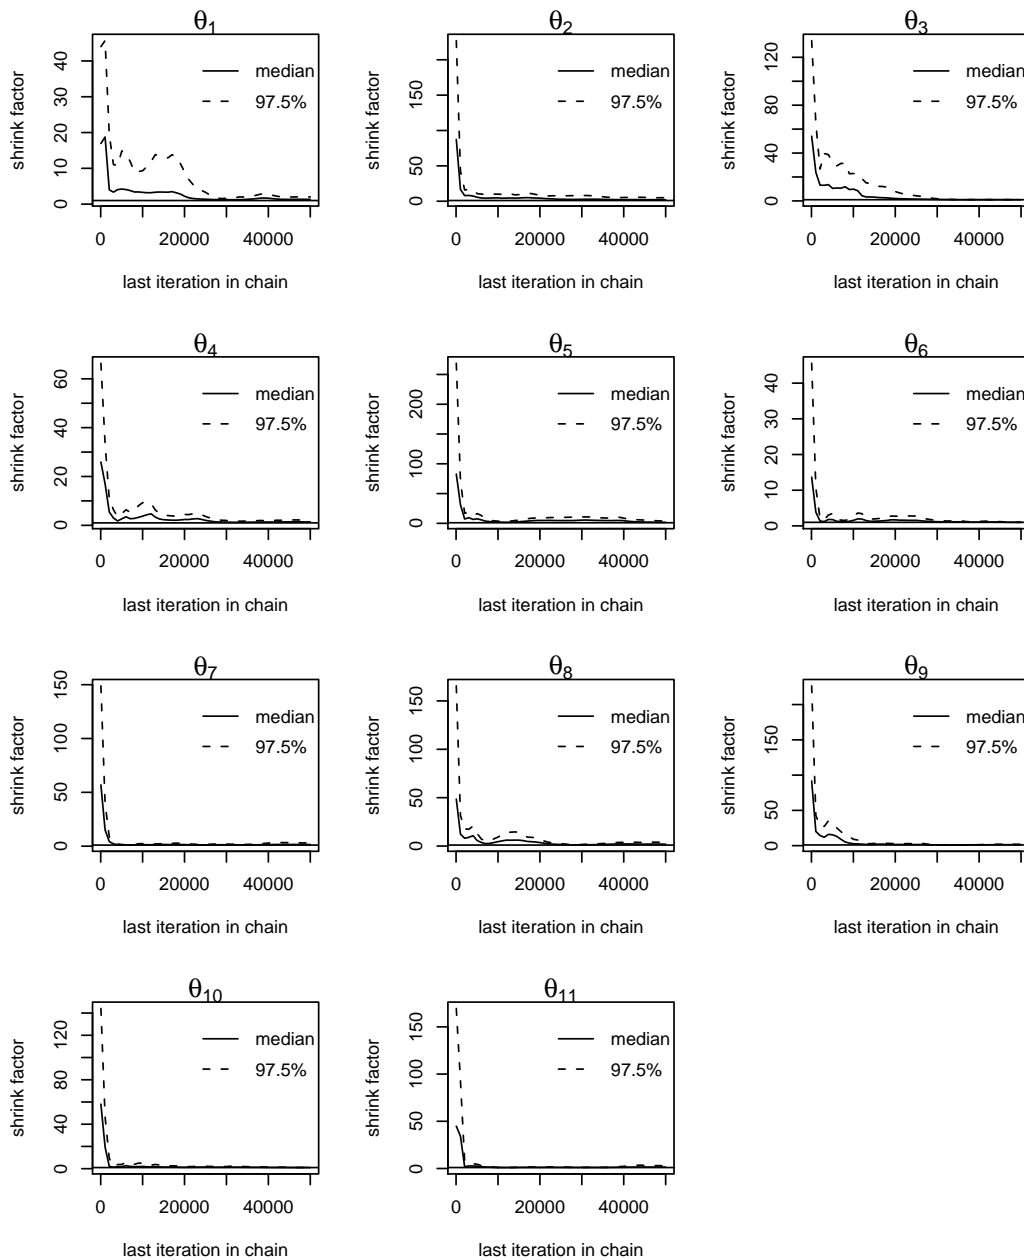 θ1
shrink factor
40
30
20
10
0
median
97.5%
0 20000 40000
last iteration in chain
θ2
shrink factor
150
50
0
median
97.5%
0 20000 40000
last iteration in chain
θ3
shrink factor
120
80
40
0
median
97.5%
0 20000 40000
last iteration in chain
θ4
shrink factor
60
40
20
0
median
97.5%
0 20000 40000
last iteration in chain
θ5
shrink factor
200
100
0
median
97.5%
0 20000 40000
last iteration in chain
θ6
shrink factor
40
30
20
10
0
median
97.5%
0 20000 40000
last iteration in chain
θ7
shrink factor
150
100
50
0
median
97.5%
0 20000 40000
last iteration in chain
θ8
shrink factor
150
100
50
0
median
97.5%
0 20000 40000
last iteration in chain
θ9
shrink factor
150
50
0
median
97.5%
0 20000 40000
last iteration in chain
θ10
shrink factor
120
80
40
0
median
97.5%
0 20000 40000
last iteration in chain
θ11
shrink factor
150
100
50
0
median
97.5%
0 20000 40000
last iteration in chain